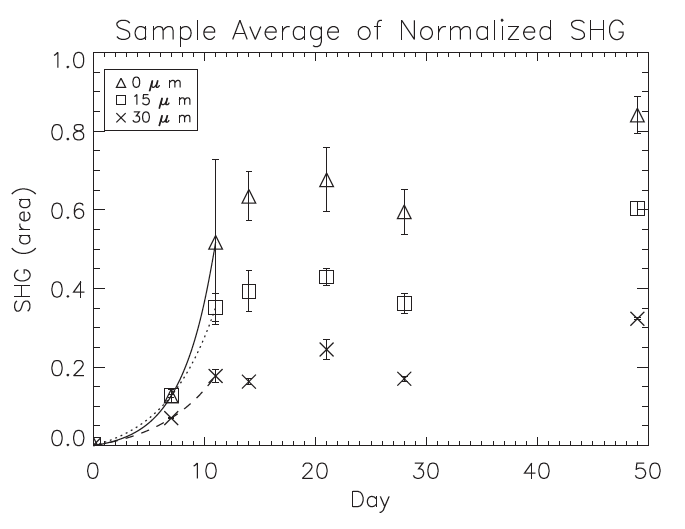 Sample Average of Normalized SHG
1.0
0.8
0.6
0.4
0.2
0.0
SHG (area)
0 μ m
15 μ m
30 μ m
0 10 20 30 40 50
Day